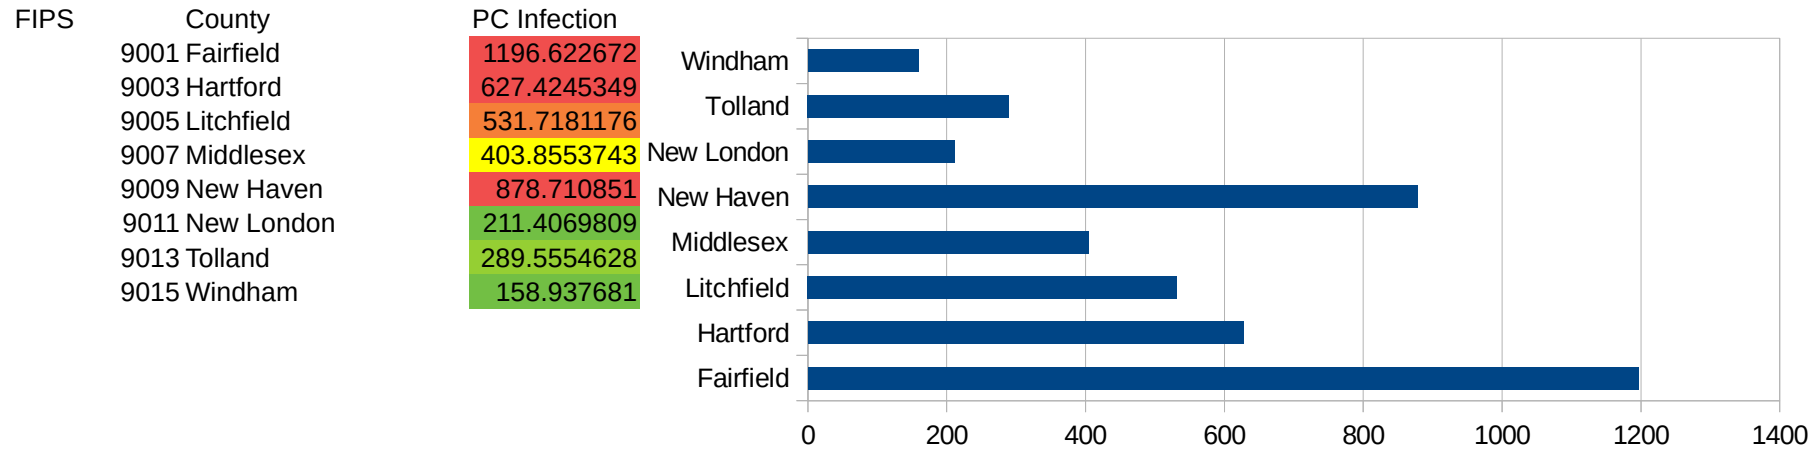 FIPS County PC Infection
9001 Fairfield 1196.622672
9003 Hartford 627.4245349
9005 Litchfield 531.7181176
9007 Middlesex 403.8553743
9009 New Haven 878.710851
9011 New London 211.4069809
9013 Tolland 289.5554628
9015 Windham 158.937681
Windham
Tolland
New London
New Haven
Middlesex
Litchfield
Hartford
Fairfield
0 200 400 600 800 1000 1200 1400